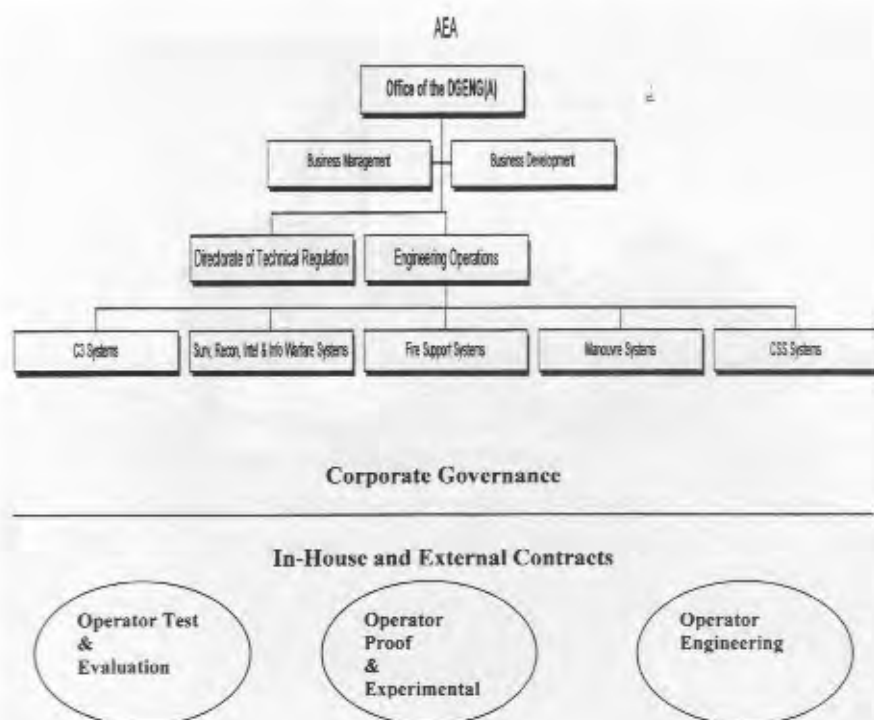 AEA
Office of the DGENG(A)
Business Management
Business Development
Directorate of Technical Regulation
Engineering Operations
C3 Systems
Surv, Recon, Intel & Info Warfare Systems
Fire Support Systems
Manouvre Systems
CSS Systems
Corporate Governance
In-House and External Contracts
Operator Test
&
Evaluation
Operator
Proof
&
Experimental
Operator
Engineering